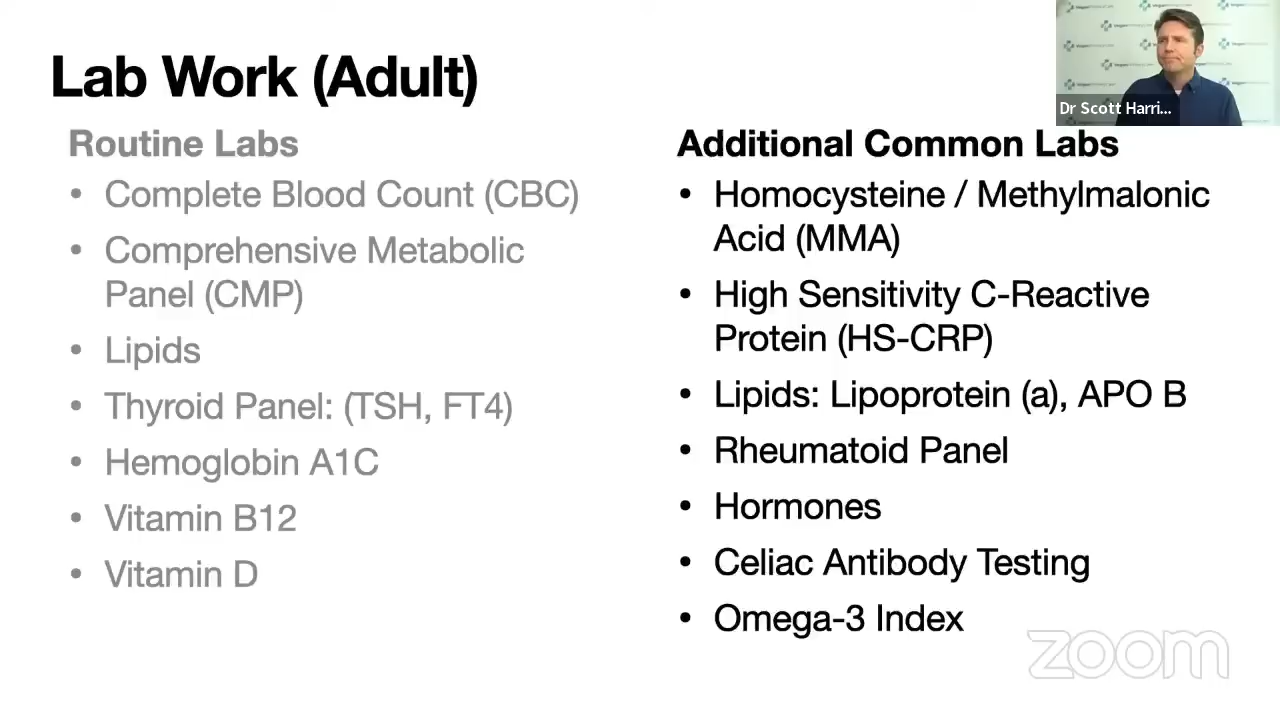 Lab Work (Adult)
Routine Labs
• Complete Blood Count (CBC)
• Comprehensive Metabolic
Panel (CMP)
• Lipids
• Thyroid Panel: (TSH, FT4)
• Hemoglobin A1C
• Vitamin B12
• Vitamin D
Additional Common Labs
• Homocysteine / Methylmalonic
Acid (MMA)
• High Sensitivity C-Reactive
Protein (HS-CRP)
• Lipids: Lipoprotein (a), APO B
• Rheumatoid Panel
• Hormones
• Celiac Antibody Testing
• Omega-3 Index
Dr Scott Harri...
zoom